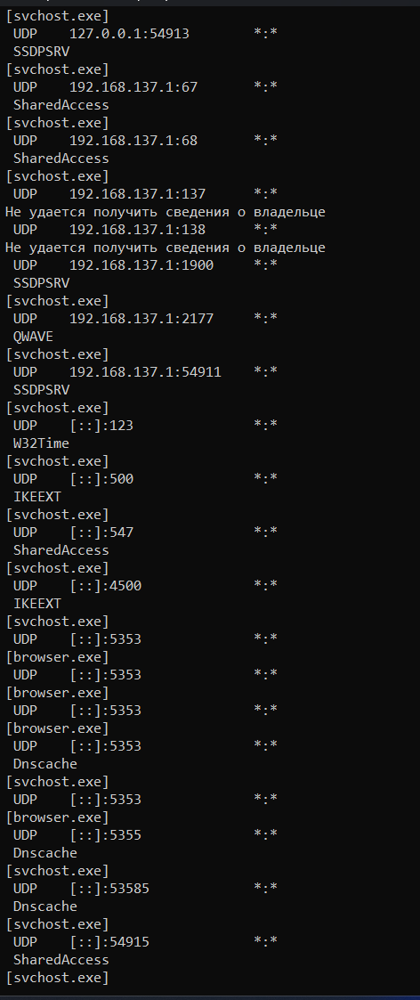 [svchost.exe]
UDP 127.0.0.1:54913 *:*
SSDPSRV
[svchost.exe]
UDP 192.168.137.1:67 *:*
SharedAccess
[svchost.exe]
UDP 192.168.137.1:68 *:*
SharedAccess
[svchost.exe]
UDP 192.168.137.1:137 *:*
Не удается получить сведения о владельце
UDP 192.168.137.1:138 *:*
Не удается получить сведения о владельце
UDP 192.168.137.1:1900 *:*
SSDPSRV
[svchost.exe]
UDP 192.168.137.1:2177 *:*
QWAVE
[svchost.exe]
UDP 192.168.137.1:54911 *:*
SSDPSRV
[svchost.exe]
UDP [::]:123 *:*
W32Time
[svchost.exe]
UDP [::]:500 *:*
IKEEXT
[svchost.exe]
UDP [::]:547 *:*
SharedAccess
[svchost.exe]
UDP [::]:4500 *:*
IKEEXT
[svchost.exe]
UDP [::]:5353 *:*
[browser.exe]
UDP [::]:5353 *:*
[browser.exe]
UDP [::]:5353 *:*
[browser.exe]
UDP [::]:5353 *:*
Dnscache
[svchost.exe]
UDP [::]:5353 *:*
[browser.exe]
UDP [::]:5355 *:*
Dnscache
[svchost.exe]
UDP [::]:53585 *:*
Dnscache
[svchost.exe]
UDP [::]:54915 *:*
SharedAccess
[svchost.exe]